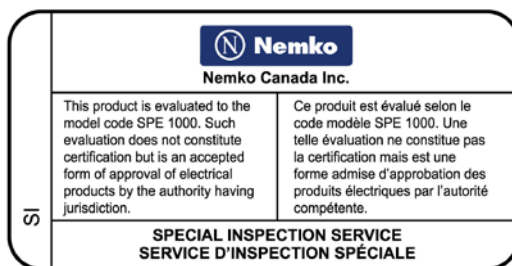 N Nemko
Nemko Canada Inc.
This product is evaluated to the
model code SPE 1000. Such
evaluation does not constitute
certification but is an accepted
form of approval of electrical
products by the authority having
jurisdiction.
Ce produit est évalué selon le
code modèle SPE 1000. Une
telle évaluation ne constitue pas
la certification mais est une
forme admise d'approbation des
produits électriques par l'autorité
compétente.
SI
SPECIAL INSPECTION SERVICE
SERVICE D'INSPECTION SPÉCIALE